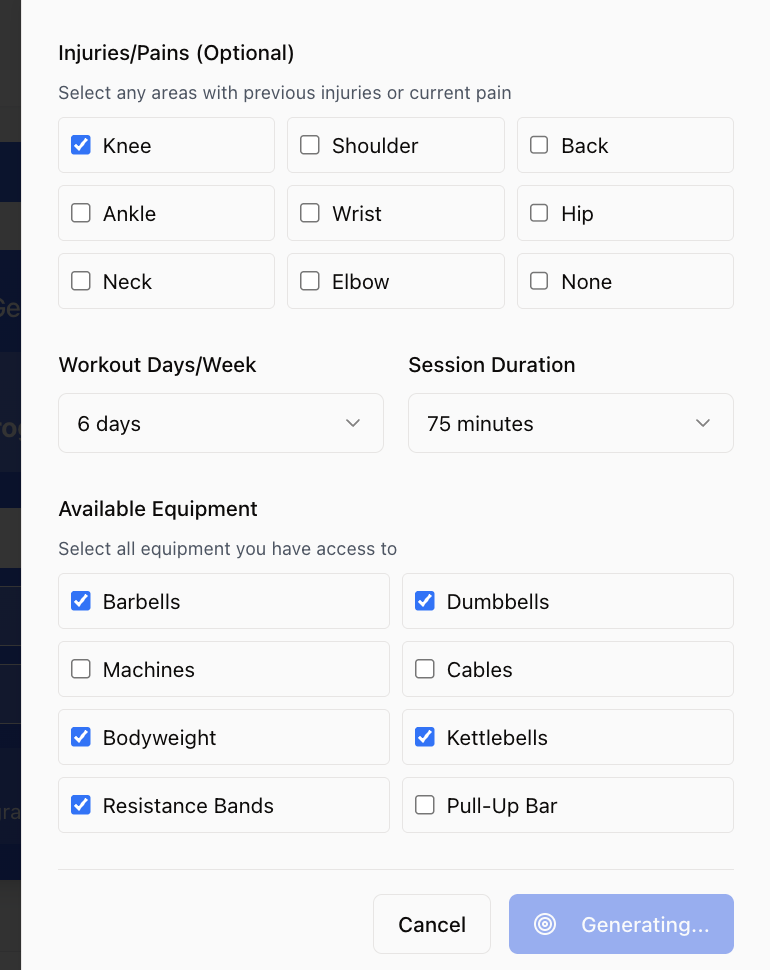 Injuries/Pains (Optional)
Select any areas with previous injuries or current pain
Knee
Shoulder
Back
Ankle
Wrist
Hip
Neck
Elbow
None
Workout Days/Week
Session Duration
6 days
75 minutes
Available Equipment
Select all equipment you have access to
Barbells
Dumbbells
Machines
Cables
Bodyweight
Kettlebells
Resistance Bands
Pull-Up Bar
Cancel
Generating...